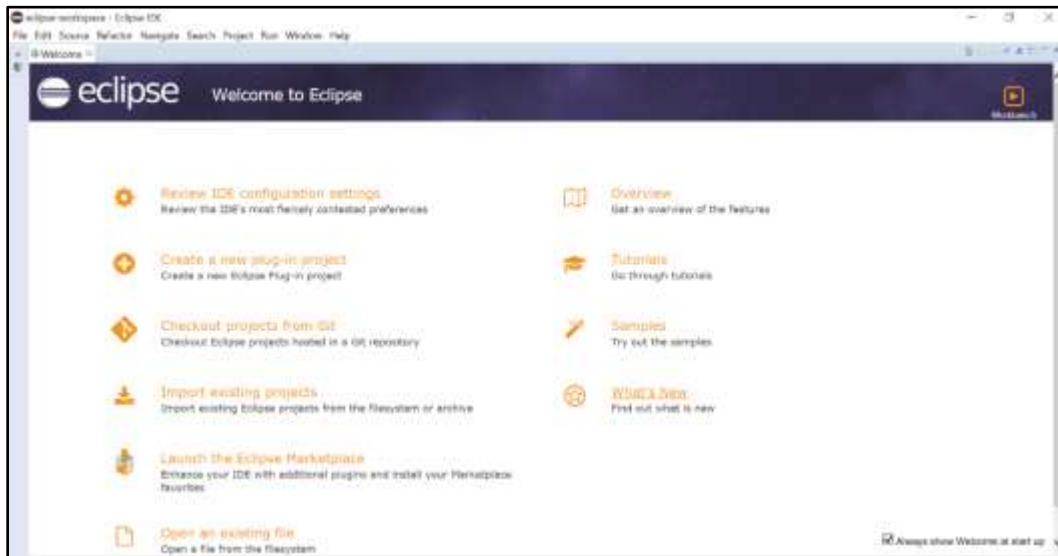 eclipse-workspace - Eclipse IDE
File Edit Source Refactor Navigate Search Project Run Window Help
Welcome
eclipse Welcome to Eclipse
Workbench
Review IDE configuration settings
Review the IDE's most fiercely contested preferences
Create a new plug-in project
Create a new Eclipse Plug-in project
Checkout projects from Git
Checkout Eclipse projects hosted in a Git repository
Import existing projects
Import existing Eclipse projects from the filesystem or archive
Launch the Eclipse Marketplace
Enhance your IDE with additional plugins and install your Marketplace
favorites
Open an existing file
Open a file from the filesystem
Overview
Get an overview of the features
Tutorials
Go through tutorials
Samples
Try out the samples
What's New
Find out what is new
Always show Welcome at start up